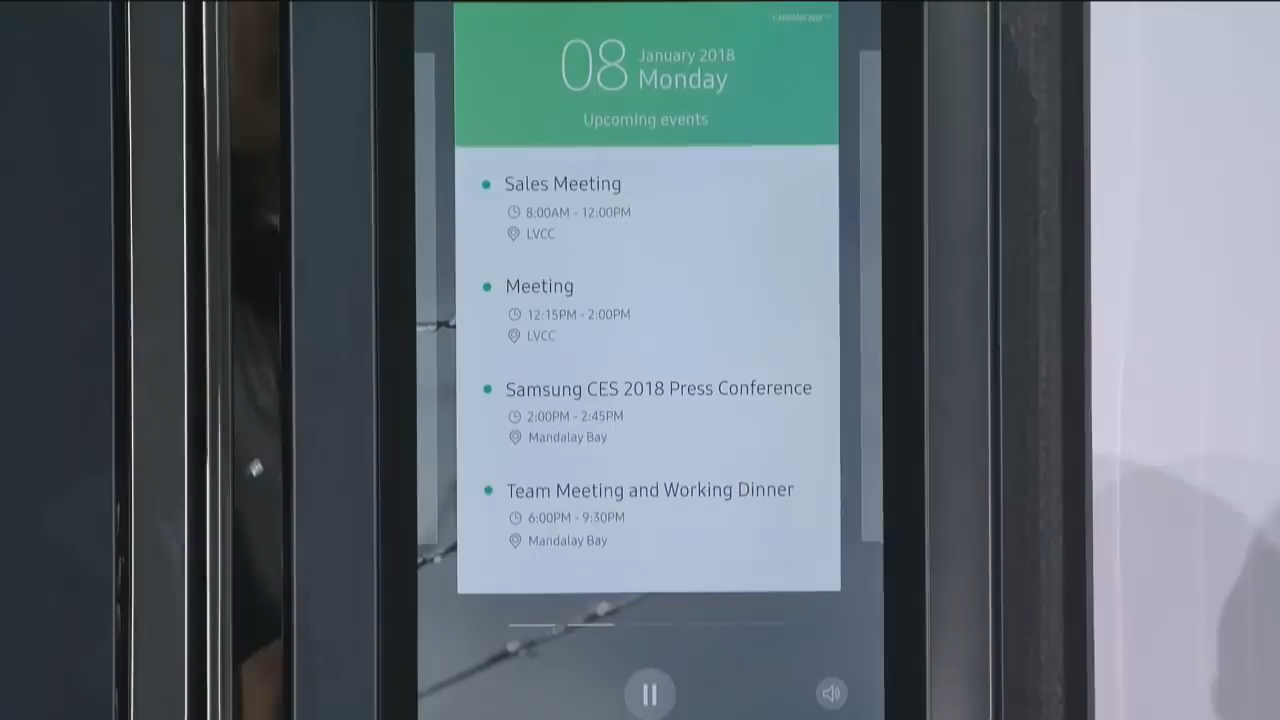 Calendar app
08
January 2018
Monday
Upcoming events
Sales Meeting
8:00AM - 12:00PM
LVCC
Meeting
12:15PM - 2:00PM
LVCC
Samsung CES 2018 Press Conference
2:00PM - 2:45PM
Mandalay Bay
Team Meeting and Working Dinner
6:00PM - 9:30PM
Mandalay Bay